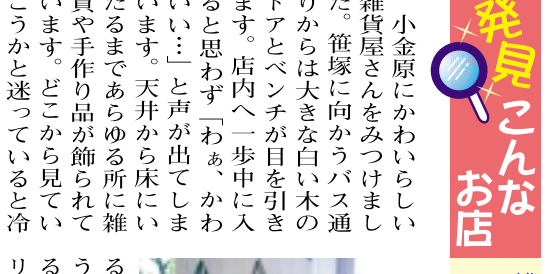 発見
こんな
お店
小金原にかわいらしい
雑貨屋さんをみつけまし
た。笹塚に向かうバス通
りからは大きな白い木の
ドアとベンチが目を引き
ます。店内へ一歩中に入
ると思わず「わぁ、かわ
いい…」と声が出てしま
います。天井から床にい
たるまであらゆる所に雑
貨や手作り品が飾られて
います。どこから見てい
こうかと迷っていると冷
る
う
る
リ